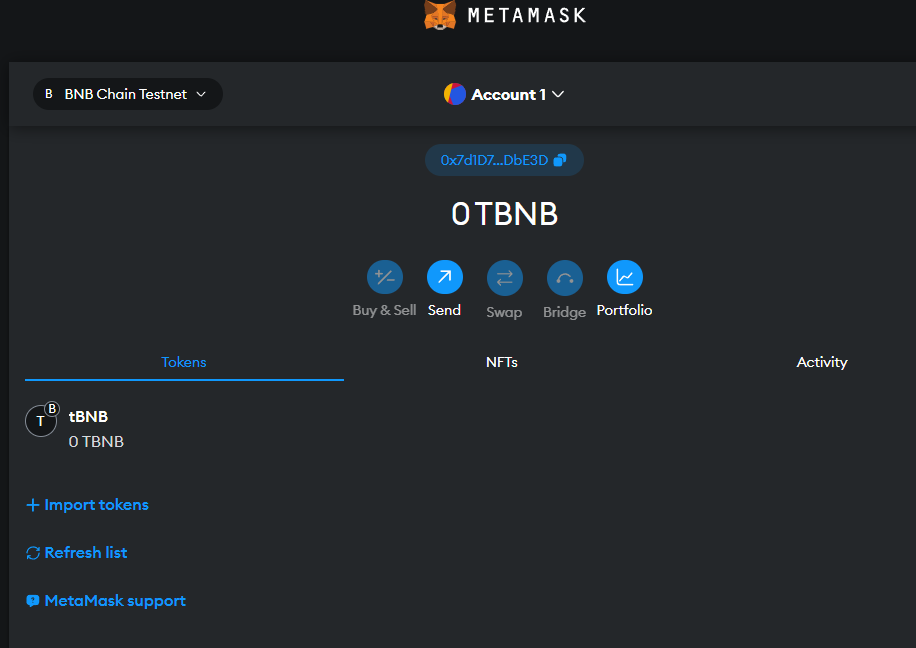 METAMASK
B BNB Chain Testnet
Account 1
0x7d1D7...DbE3D
0 TBNB
Buy & Sell Send Swap Bridge Portfolio
Tokens NFTs Activity
T B tBNB
0 TBNB
+ Import tokens
Refresh list
MetaMask support